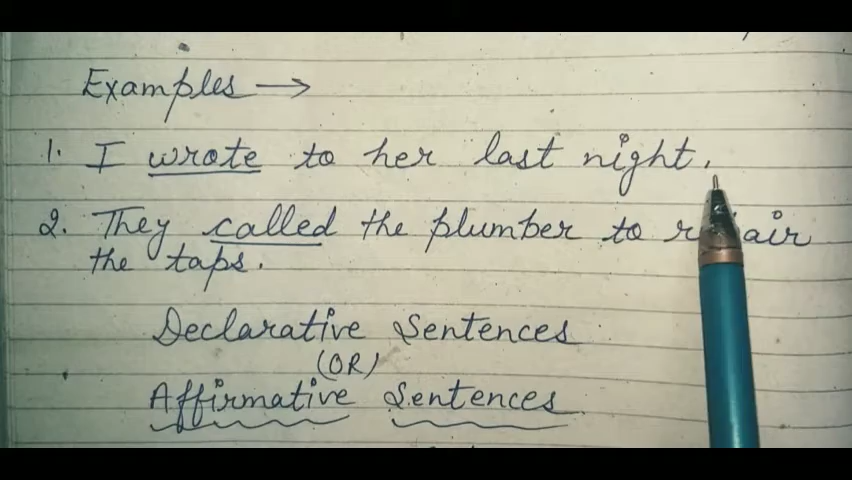 Examples →
1. I wrote to her last night.
2. They called the plumber to repair
the taps.
Declarative Sentences
(OR)
Affirmative Sentences